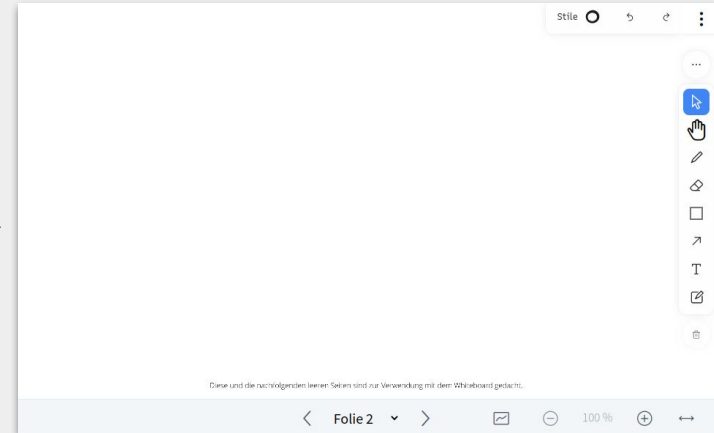 Stile
T
Diese und die nachfolgenden leeren Seiten sind zur Verwendung mit dem Whiteboard gedacht.
Folie 2
100 %